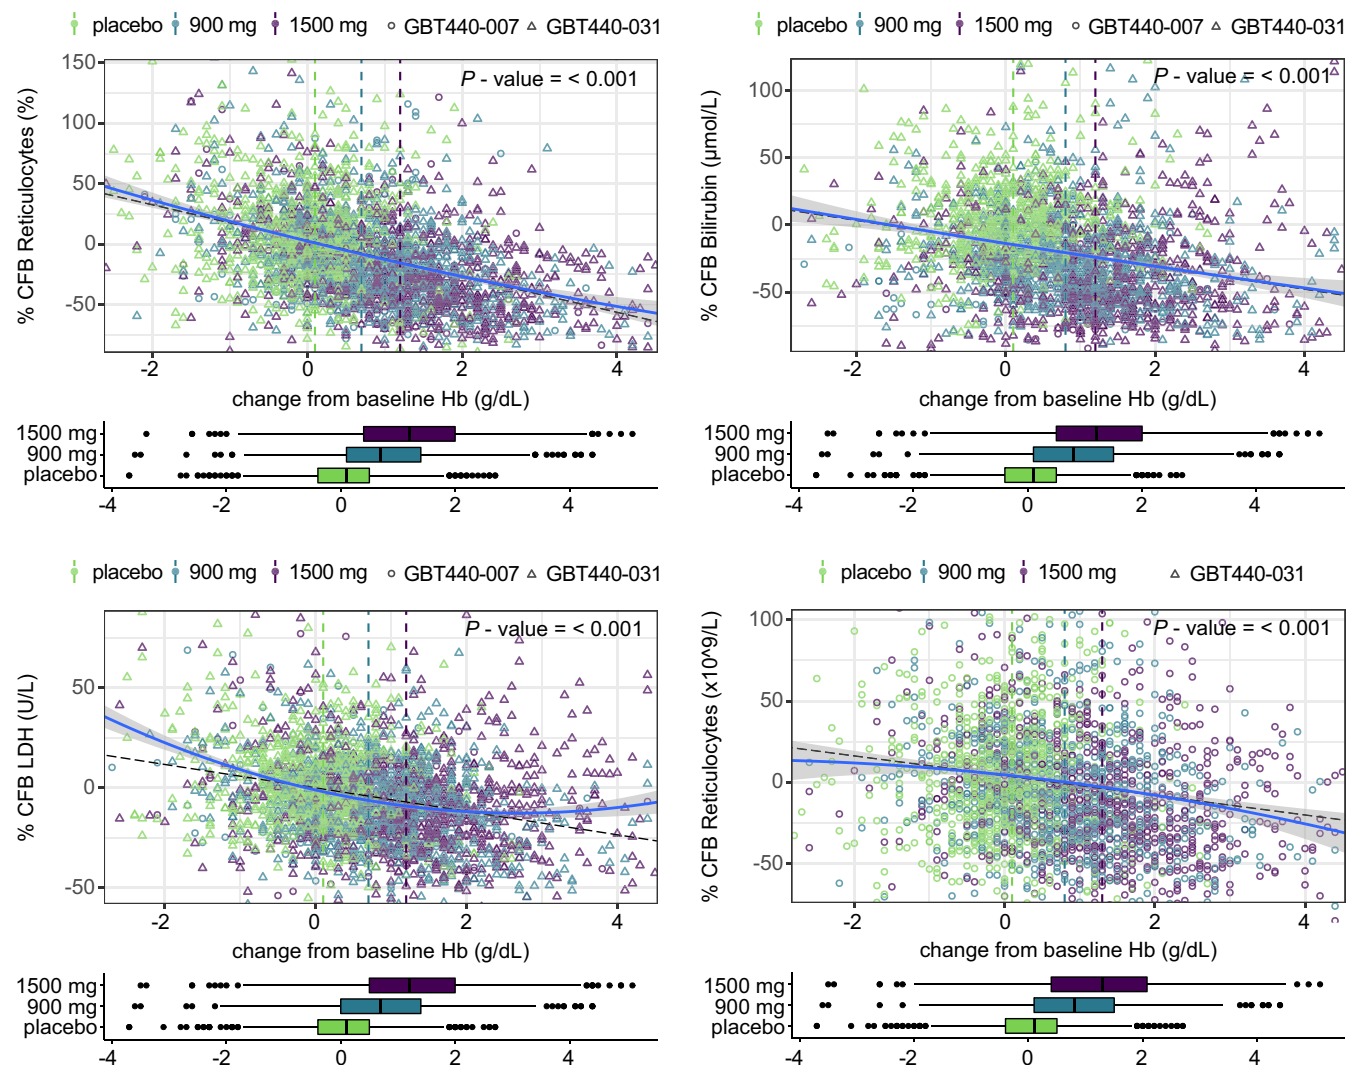 placebo 900 mg 1500 mg GBT440-007 GBT440-031
P - value = < 0.001
% CFB Reticulocytes (%)
150
100
50
0
-50
-2 0 2 4
change from baseline Hb (g/dL)
1500 mg
900 mg
placebo
-4 -2 0 2 4
placebo 900 mg 1500 mg GBT440-007 GBT440-031
P - value = < 0.001
% CFB Bilirubin (µmol/L)
100
50
0
-50
-2 0 2 4
change from baseline Hb (g/dL)
1500 mg
900 mg
placebo
-4 -2 0 2 4
placebo 900 mg 1500 mg GBT440-007 GBT440-031
P - value = < 0.001
% CFB LDH (U/L)
50
0
-50
-2 0 2 4
change from baseline Hb (g/dL)
1500 mg
900 mg
placebo
-4 -2 0 2 4
placebo 900 mg 1500 mg GBT440-031
P - value = < 0.001
% CFB Reticulocytes (x10^9/L)
100
50
0
-50
-2 0 2 4
change from baseline Hb (g/dL)
1500 mg
900 mg
placebo
-4 -2 0 2 4